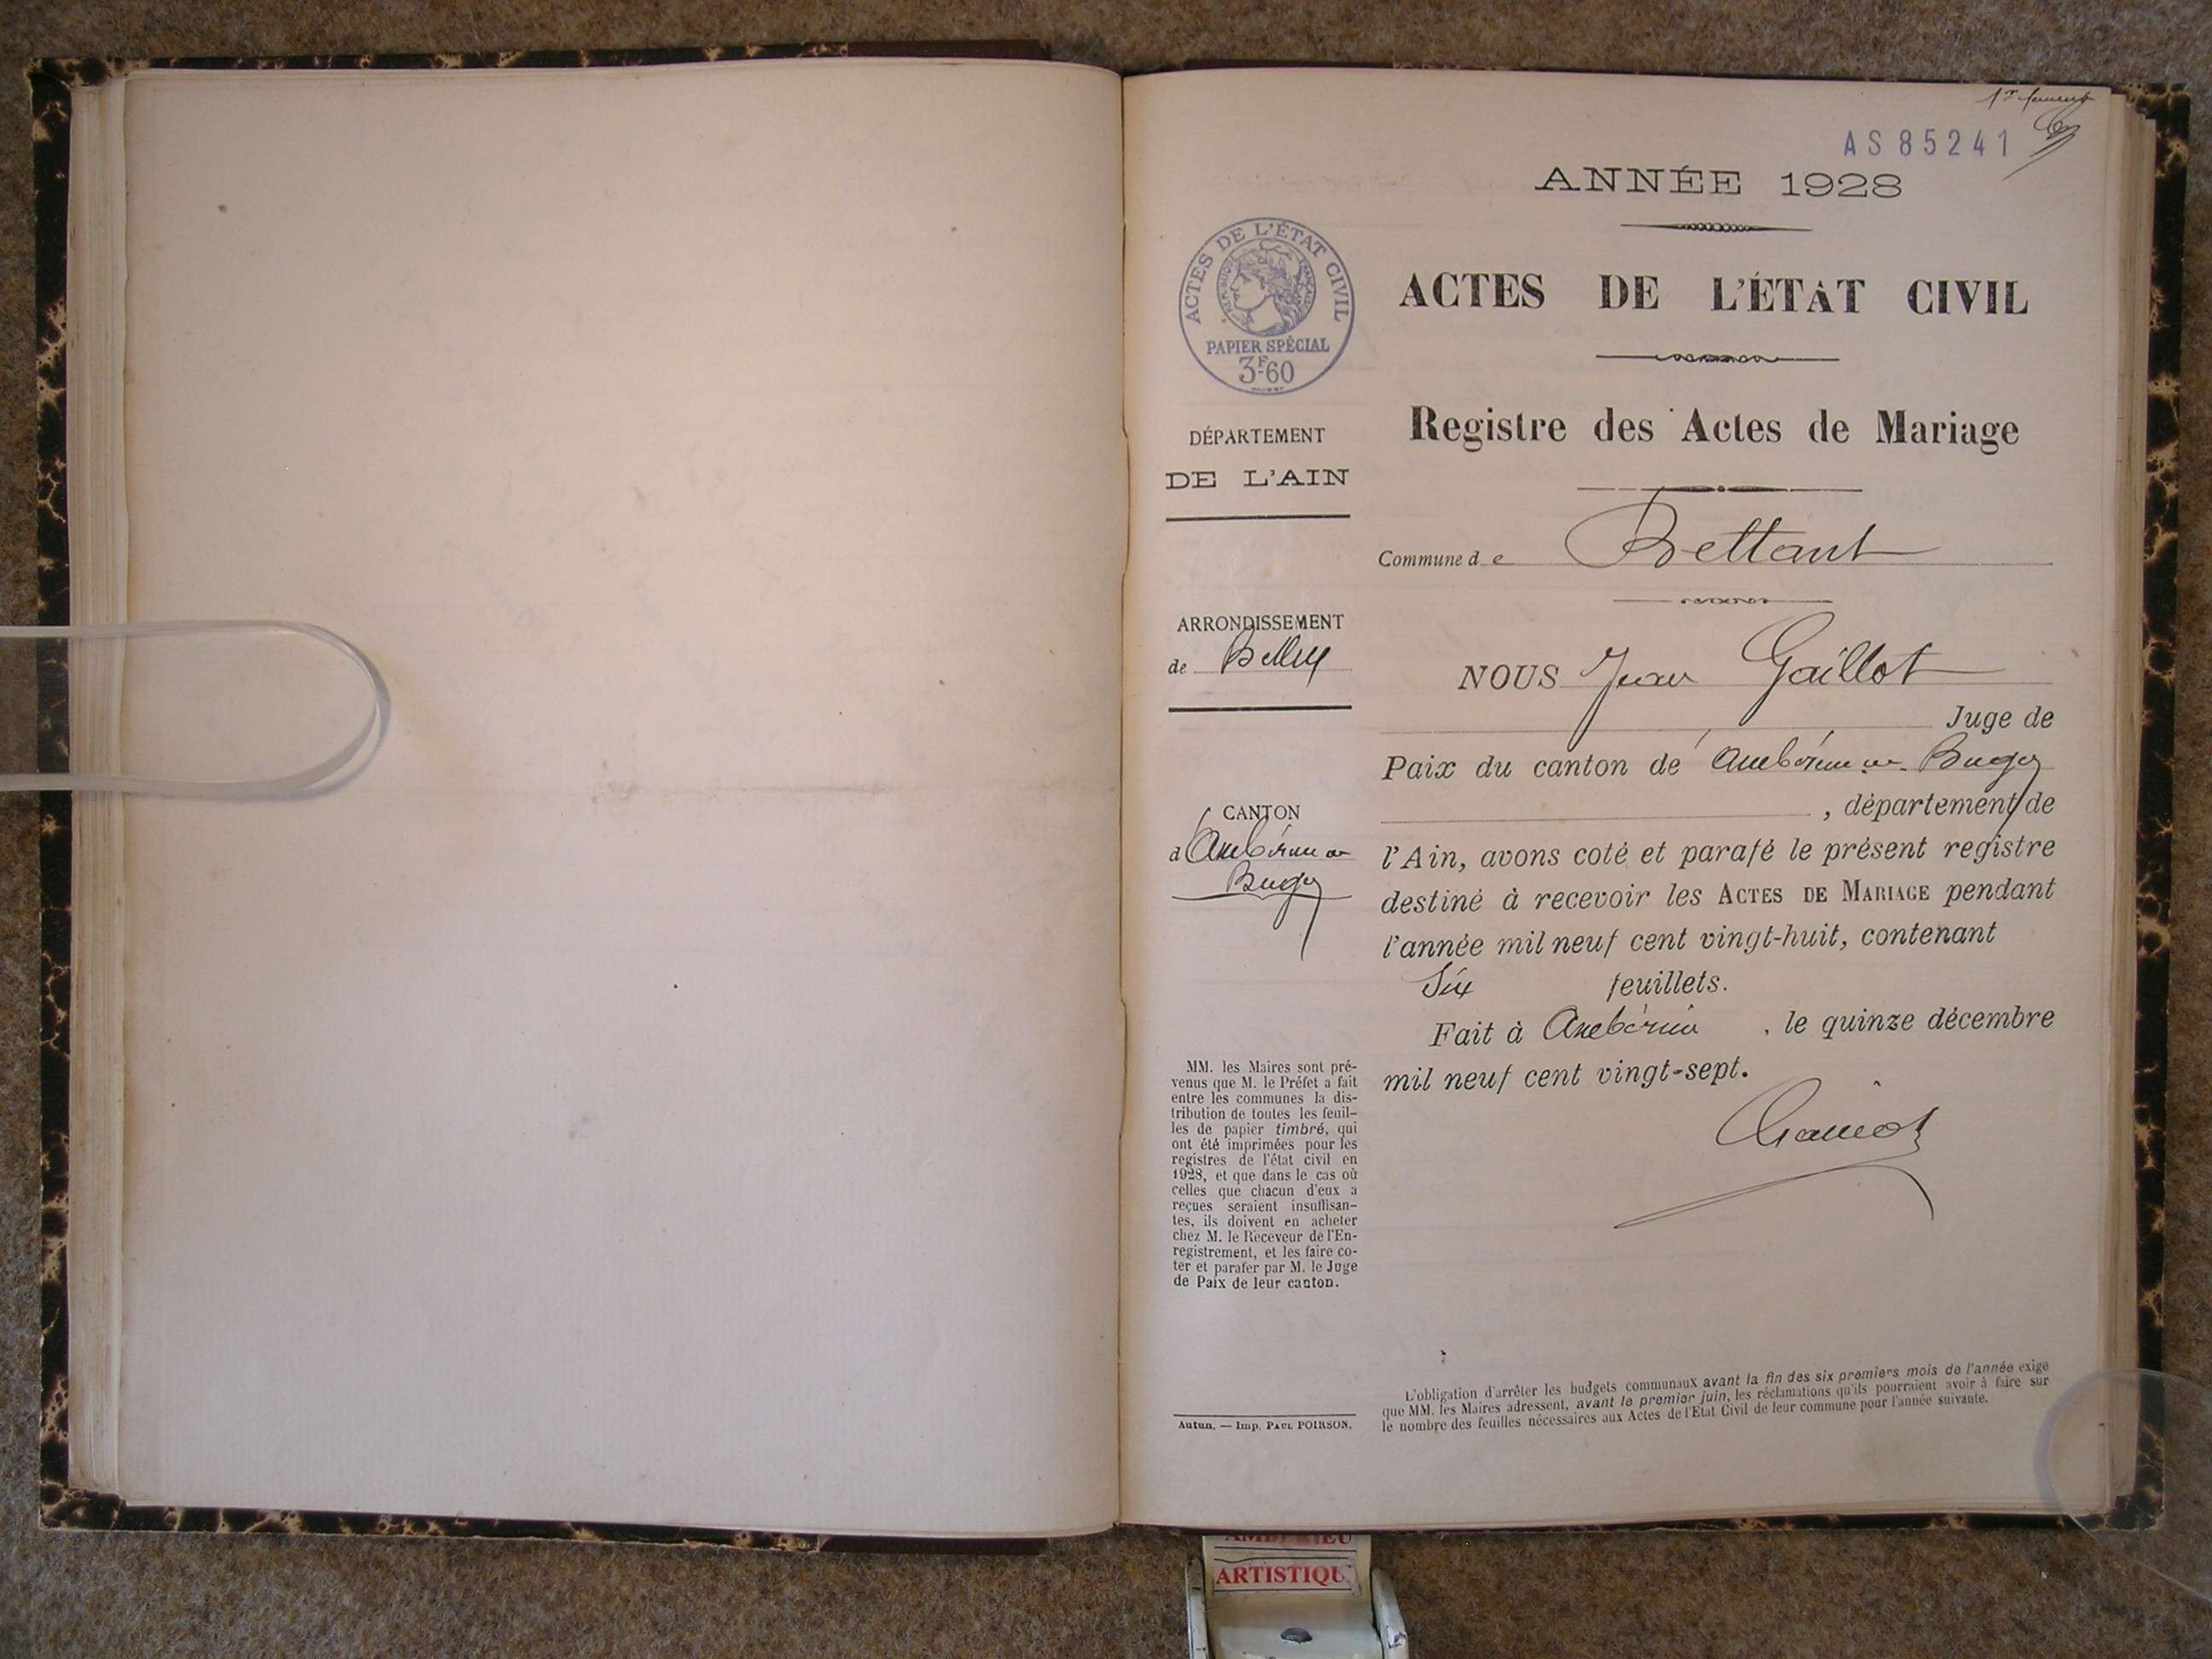 1er feuillet
AS 85241
ANNÉE 1928
ACTES DE L'ÉTAT CIVIL
RÉPUBLIQUE FRANÇAISE
PAPIER SPÉCIAL
3F60
ACTES DE L'ÉTAT CIVIL
Registre des Actes de Mariage
DÉPARTEMENT
DE L'AIN
Commune de Bettant
ARRONDISSEMENT
de Belley
NOUS Jean Gaillot
Juge de
Paix du canton de Ambérieu en Bugey
, département de
CANTON
d'Ambérieu en
Bugey
l'Ain, avons coté et parafé le présent registre
destiné à recevoir les ACTES DE MARIAGE pendant
l'année mil neuf cent vingt-huit, contenant
Six feuillets.
Fait à Ambérieu , le quinze décembre
mil neuf cent vingt-sept.
MM. les Maires sont pré-
venus que M. le Préfet a fait
entre les communes la dis-
tribution de toutes les feuil-
les de papier timbré, qui
ont été imprimées pour les
registres de l'état civil en
1928, et que dans le cas où
celles que chacun d'eux a
reçues seraient insuffisan-
tes, ils doivent en acheter
chez M. le Receveur de l'En-
registrement, et les faire co-
ter et parafer par M. le Juge
de Paix de leur canton.
Autun. — Imp. PAUL POIRSON.
L'obligation d'arrêter les budgets communaux avant la fin des six premiers mois de l'année exige
que MM. les Maires adressent, avant le premier juin, les réclamations qu'ils pourraient avoir à faire sur
le nombre des feuilles nécessaires aux Actes de l'Etat Civil de leur commune pour l'année suivante.
AMBERIEU
ARTISTIQU